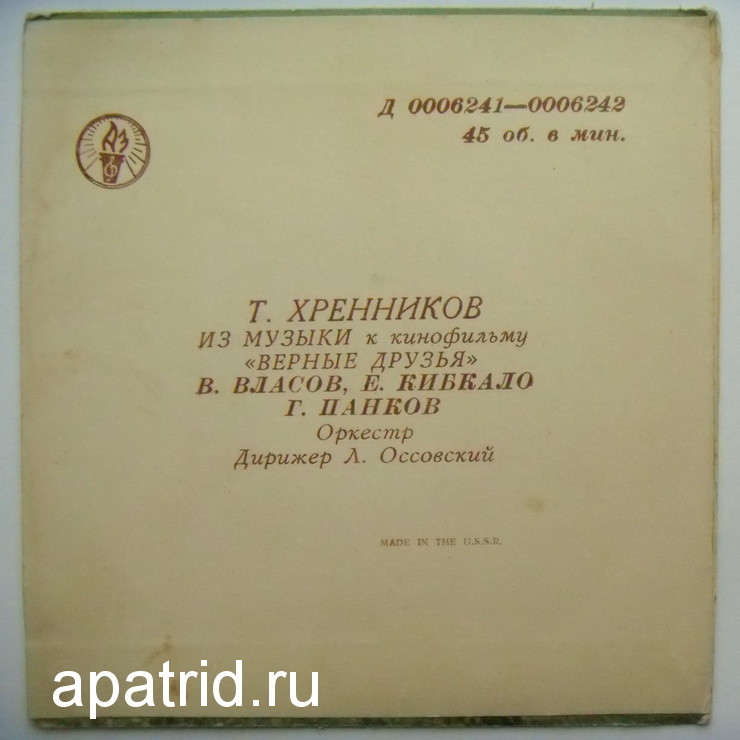 АЗ
Д 0006241—0006242
45 об. в мин.
Т. ХРЕННИКОВ
ИЗ МУЗЫКИ к кинофильму
«ВЕРНЫЕ ДРУЗЬЯ»
В. ВЛАСОВ, Е. КИБКАЛО
Г. ПАНКОВ
Оркестр
Дирижер Л. Оссовский
MADE IN THE U.S.S.R.
apatrid.ru